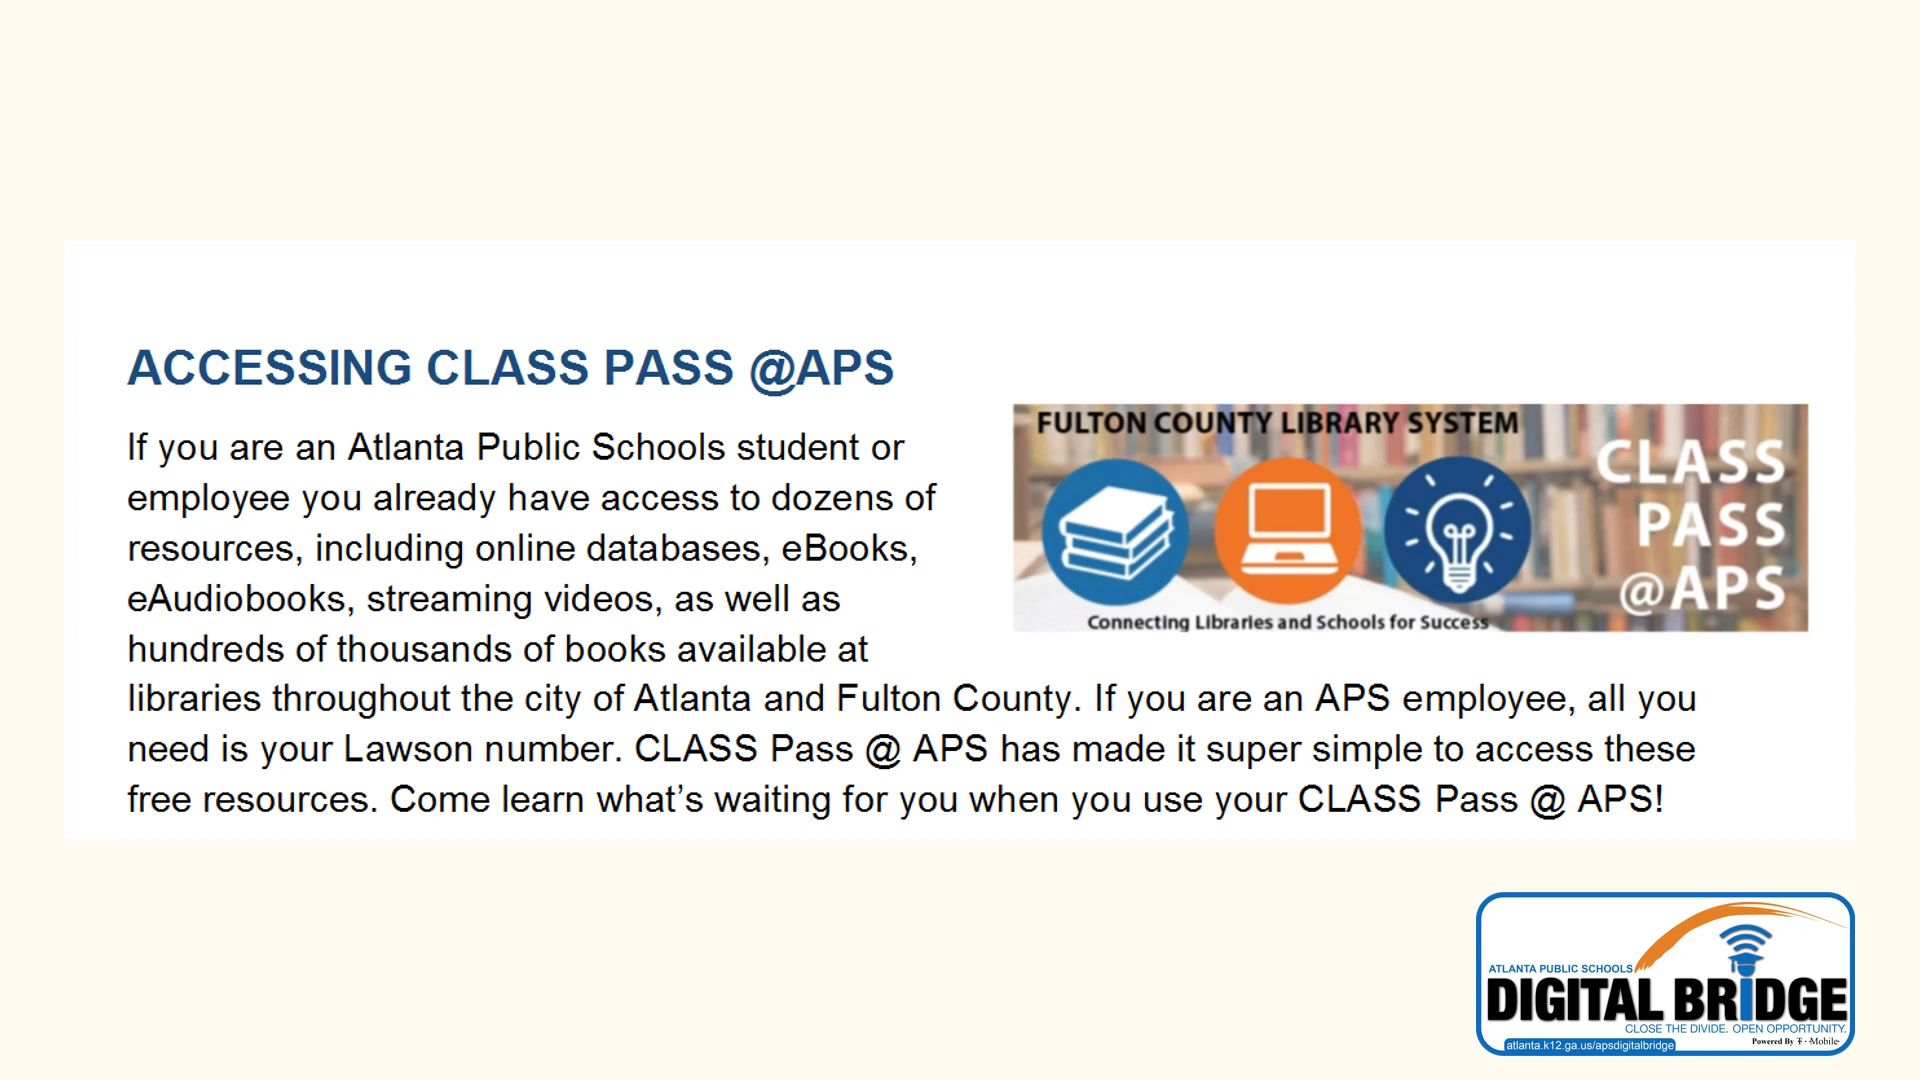 ACCESSING CLASS PASS @APS
If you are an Atlanta Public Schools student or
employee you already have access to dozens of
resources, including online databases, eBooks,
eAudiobooks, streaming videos, as well as
hundreds of thousands of books available at
libraries throughout the city of Atlanta and Fulton County. If you are an APS employee, all you
need is your Lawson number. CLASS Pass @ APS has made it super simple to access these
free resources. Come learn what’s waiting for you when you use your CLASS Pass @ APS!
FULTON COUNTY LIBRARY SYSTEM
CLASS
PASS
@APS
Connecting Libraries and Schools for Success
ATLANTA PUBLIC SCHOOLS
DIGITAL BRiDGE
CLOSE THE DIVIDE. OPEN OPPORTUNITY.
atlanta.k12.ga.us/apsdigitalbridge
Powered By T-Mobile